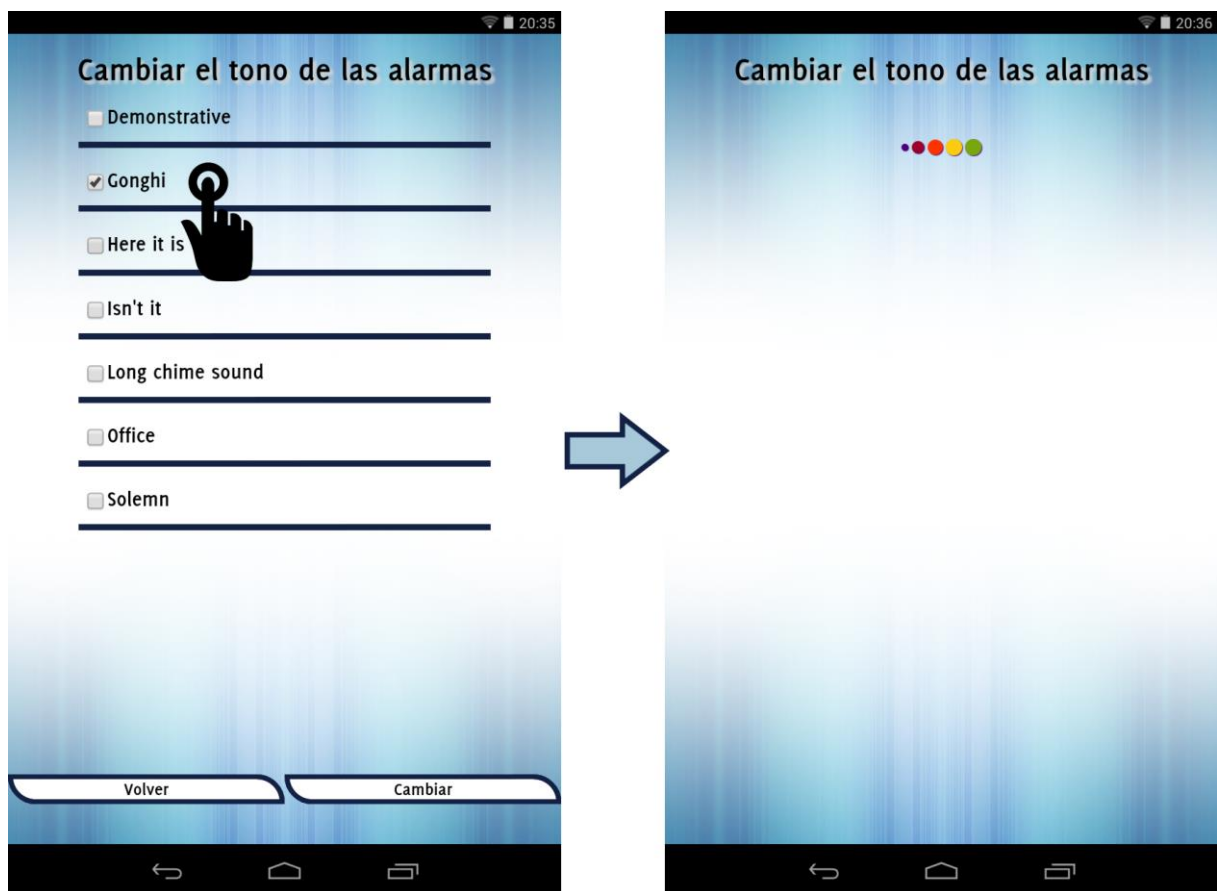 20:35
Cambiar el tono de las alarmas
Demonstrative
Gonghi
Here it is
Isn't it
Long chime sound
Office
Solemn
Volver
Cambiar
20:36
Cambiar el tono de las alarmas